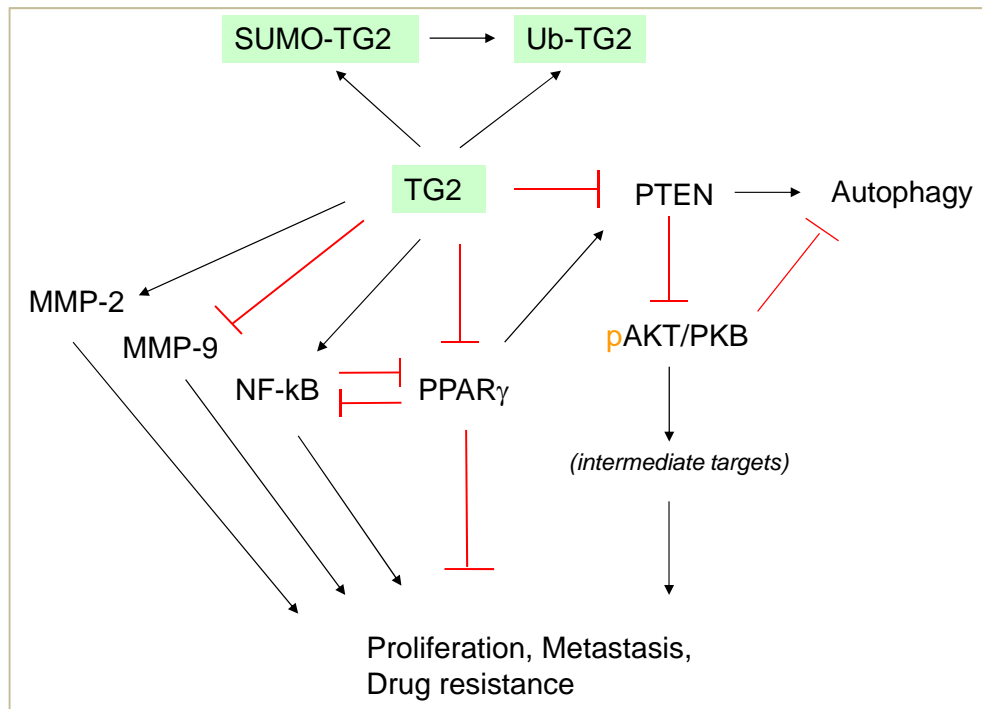 SUMO-TG2
Ub-TG2
TG2
PTEN
Autophagy
MMP-2
MMP-9
pAKT/PKB
NF-kB
PPARγ
(intermediate targets)
Proliferation, Metastasis,
Drug resistance